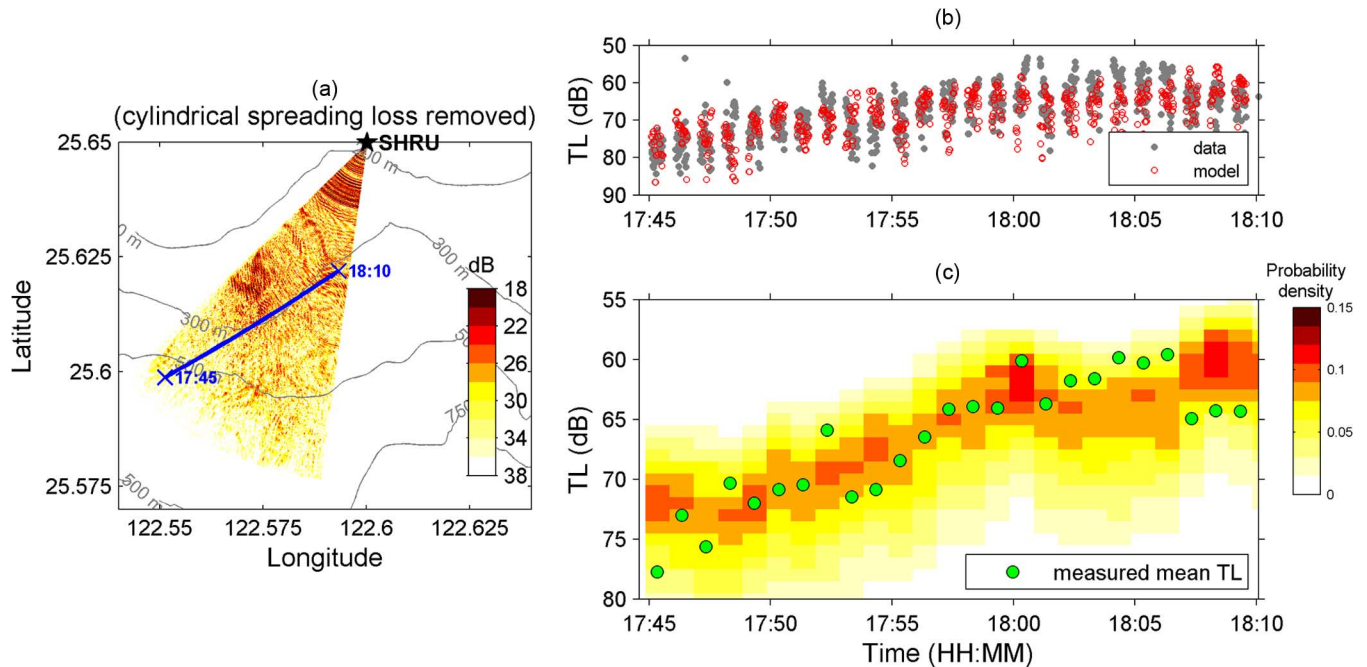 (a)
(cylindrical spreading loss removed)
25.65
25.625
25.6
25.575
Latitude
122.55
122.575
122.6
122.625
Longitude
SHRU
300 m
300 m
300 m
500 m
500 m
18:10
17:45
dB
18
22
26
30
34
38
(b)
50
60
70
80
90
TL (dB)
data
model
17:45
17:50
17:55
18:00
18:05
18:10
(c)
55
60
65
70
75
80
TL (dB)
measured mean TL
17:45
17:50
17:55
18:00
18:05
18:10
Time (HH:MM)
Probability
density
0.15
0.1
0.05
0